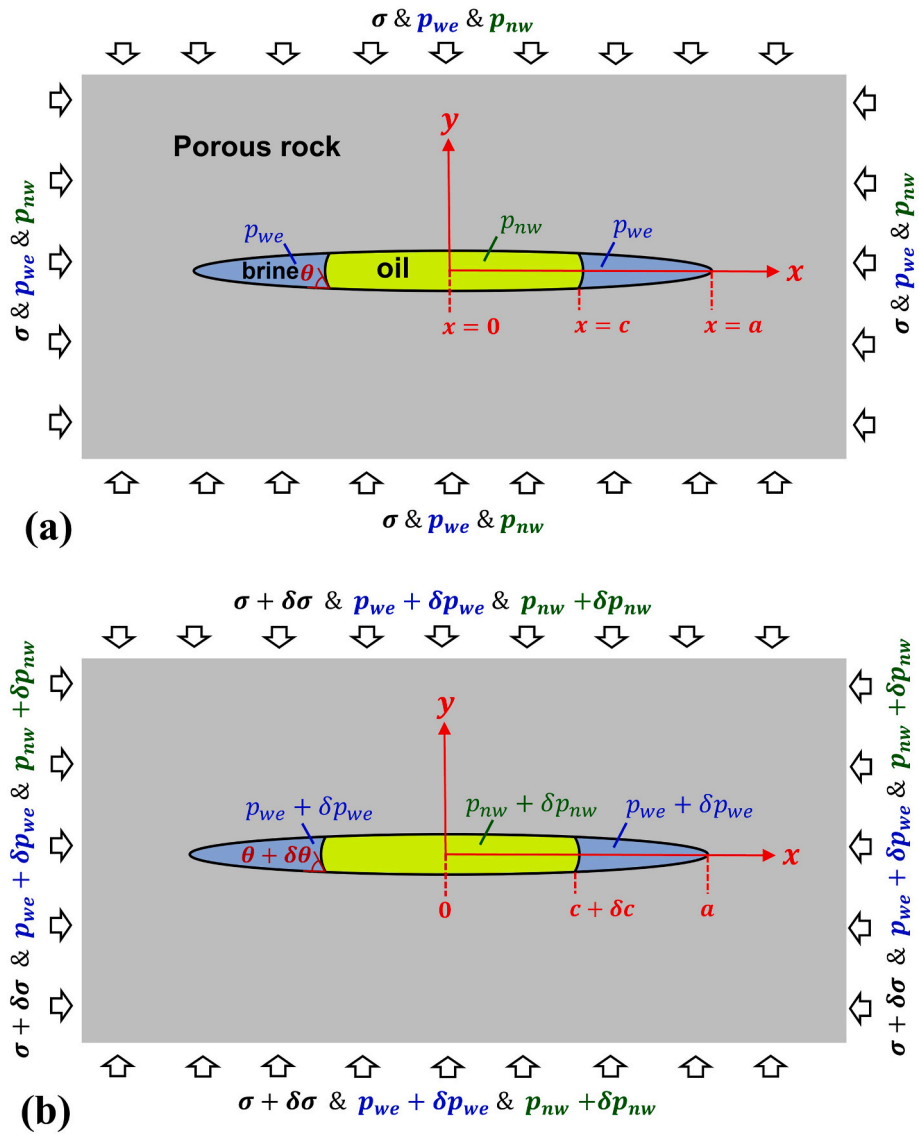 σ & p_we & p_nw
y
Porous rock
σ & p_we & p_nw
p_we
p_nw
p_we
σ & p_we & p_nw
brine θ
oil
x
x = 0
x = c
x = a
(a)
σ & p_we & p_nw
σ + δσ & p_we + δp_we & p_nw + δp_nw
y
σ + δσ & p_we + δp_we & p_nw + δp_nw
p_we + δp_we
p_nw + δp_nw
p_we + δp_we
σ + δσ & p_we + δp_we & p_nw + δp_nw
θ + δθ
x
0
c + δc
a
(b)
σ + δσ & p_we + δp_we & p_nw + δp_nw